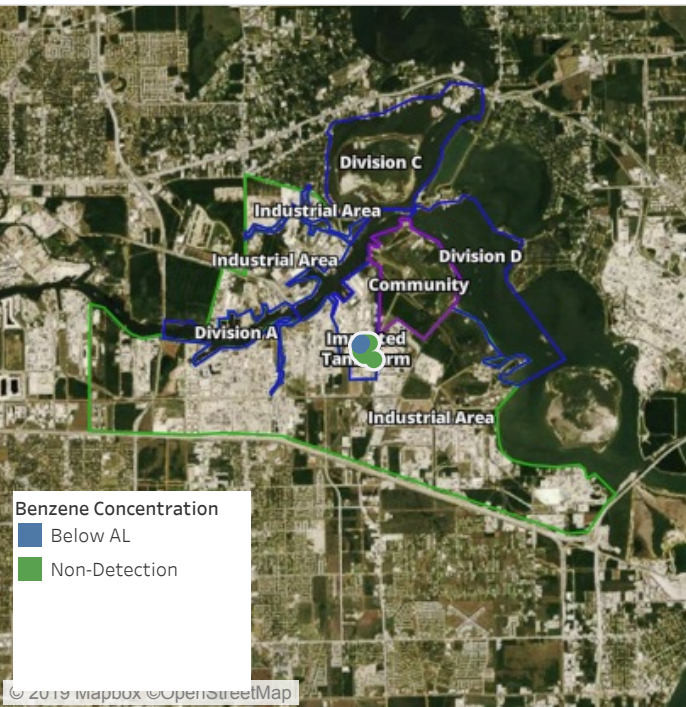 Division C
Industrial Area
Division D
Industrial Area
Community
Division A
Industrial Area
Benzene Concentration
Below AL
Non-Detection
© 2019 Mapbox ©OpenStreetMap